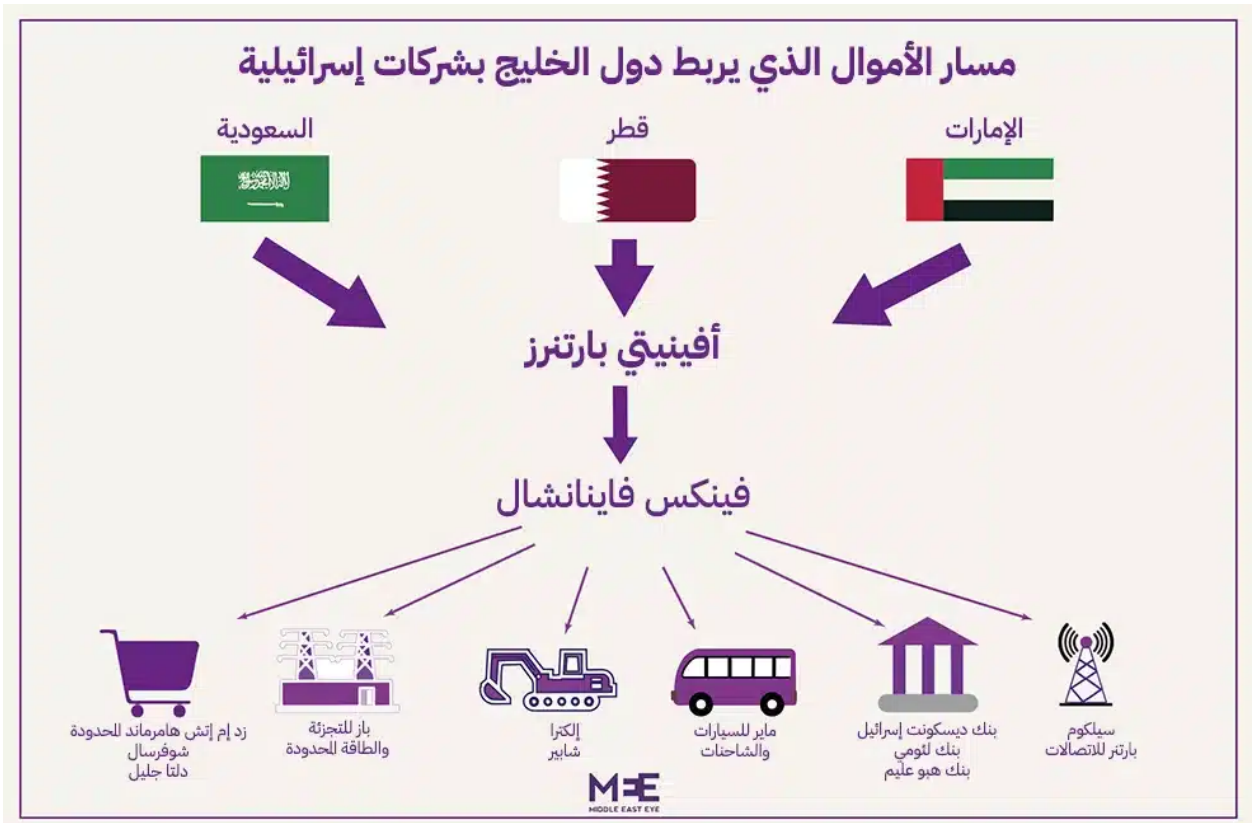 مسار الأموال الذي يربط دول الخليج بشركات إسرائيلية
الإمارات
قطر
السعودية
أفينيتي بارتنرز
فينكس فاينانشال
سيلكوم
بارتنر للاتصالات
بنك ديسكونت إسرائيل
بنك لئومي
بنك هبو عليم
ماير للسيارات
والشاحنات
إلكترا
شابير
باز للتجزئة
والطاقة المحدودة
زد إم إتش هامرماند المحدودة
شوفرسال
دلتا جليل
MEE
MIDDLE EAST EYE